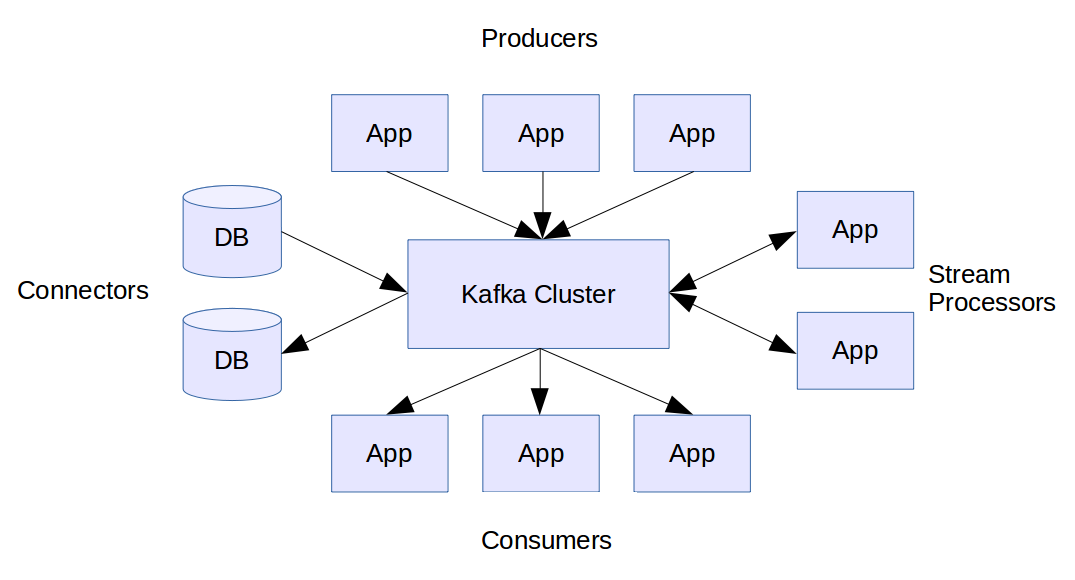 Producers
App
App
App
DB
App
Connectors
Kafka Cluster
Stream
Processors
DB
App
App
App
App
Consumers